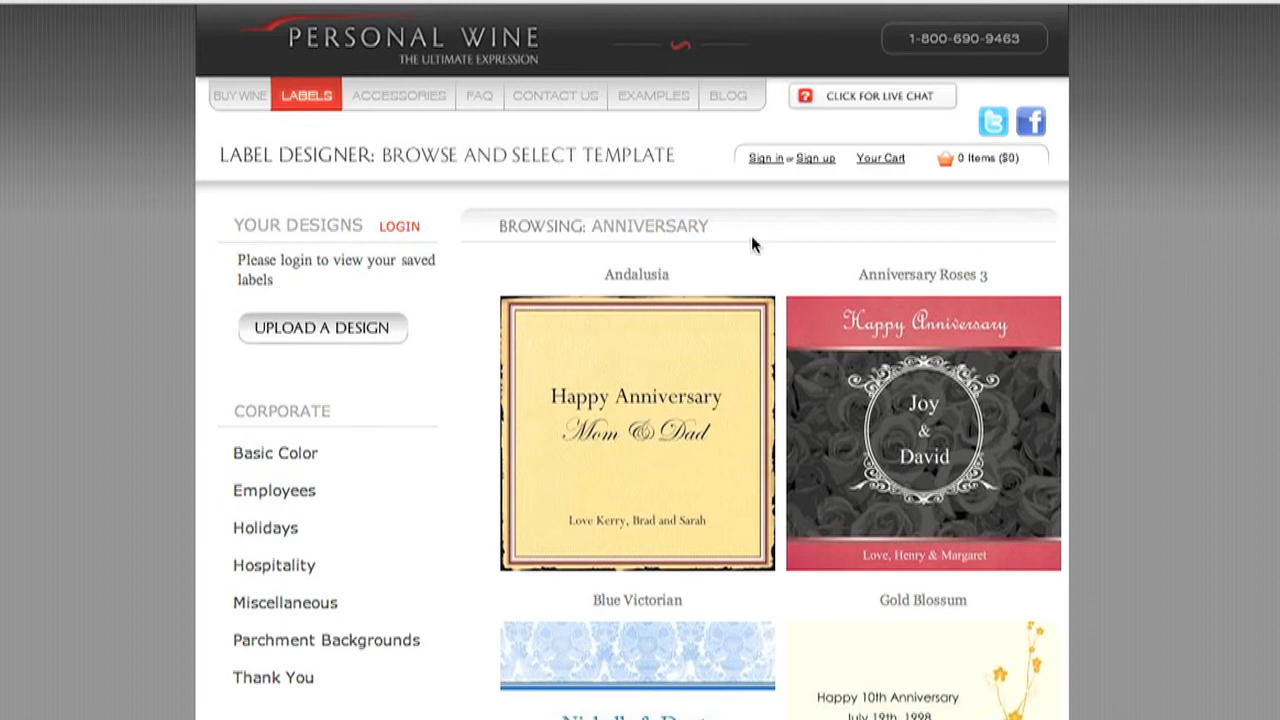 PERSONAL WINE
THE ULTIMATE EXPRESSION
1-800-690-9463
BUY WINE LABELS ACCESSORIES FAQ CONTACT US EXAMPLES BLOG
? CLICK FOR LIVE CHAT
t f
LABEL DESIGNER: BROWSE AND SELECT TEMPLATE
Sign in or Sign up Your Cart 0 Items ($0)
YOUR DESIGNS LOGIN
Please login to view your saved
labels
UPLOAD A DESIGN
CORPORATE
Basic Color
Employees
Holidays
Hospitality
Miscellaneous
Parchment Backgrounds
Thank You
BROWSING: ANNIVERSARY
Andalusia
Happy Anniversary
Mom & Dad
Love Kerry, Brad and Sarah
Anniversary Roses 3
Happy Anniversary
Joy
&
David
Love, Henry & Margaret
Blue Victorian
Gold Blossum
Happy 10th Anniversary
July 19th, 1998